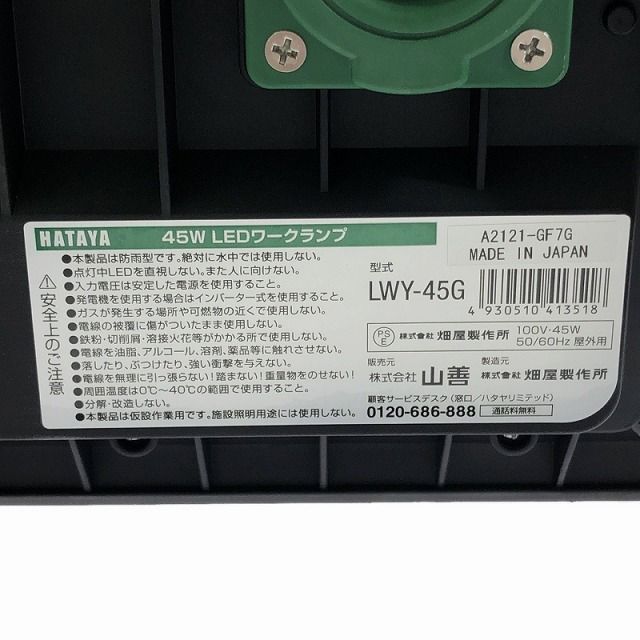 HATAYA 45W LEDワークランプ
A2121-GF7G
MADE IN JAPAN
⚠安全上のご注意
●本製品は防雨型です。絶対に水中では使用しない。
●点灯中LEDを直視しない。また人に向けない。
●入力電圧は安定した電源を使用すること。
●発電機を使用する場合はインバーター式を使用すること。
●ガスが発生する場所や可燃物の近くで使用しない。
●電線の被覆に傷がついたまま使用しない。
●鉄粉・切削屑・溶接火花等がかかる所で使用しない。
●電線を油脂、アルコール、溶剤、薬品等に触れさせない。
●落したり、ぶつけたり、強い衝撃を与えない。
●電線を無理に引っ張らない!踏まない!重量物をのせない!
●周囲温度は0℃〜40℃の範囲で使用すること。
●分解・改造しない。
●本製品は仮設作業用です。施設照明用途には使用しない。
型式
LWY-45G
4 930510 413518
PS E 株式会社 畑屋製作所
100V・45W
50/60Hz 屋外用
販売元
株式会社 山善
製造元
株式会社 畑屋製作所
顧客サービスデスク(窓口/ハタヤリミテッド)
0120-686-888 通話料無料